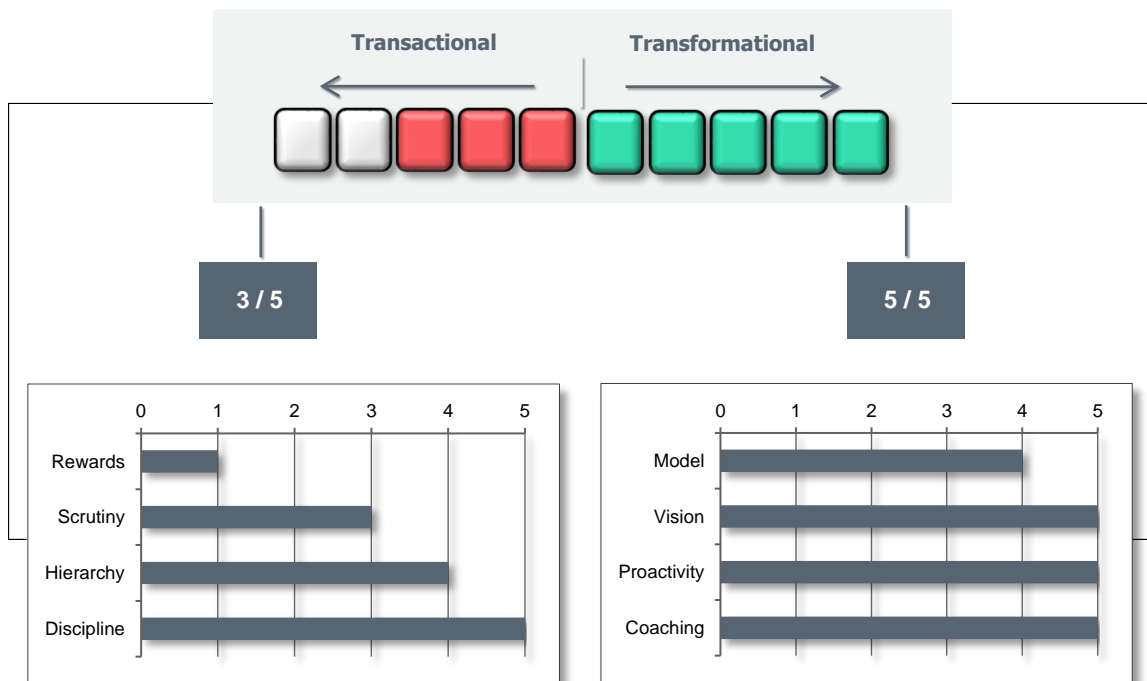 Transactional Transformational
3 / 5 5 / 5
0 1 2 3 4 5
Rewards
Scrutiny
Hierarchy
Discipline
0 1 2 3 4 5
Model
Vision
Proactivity
Coaching